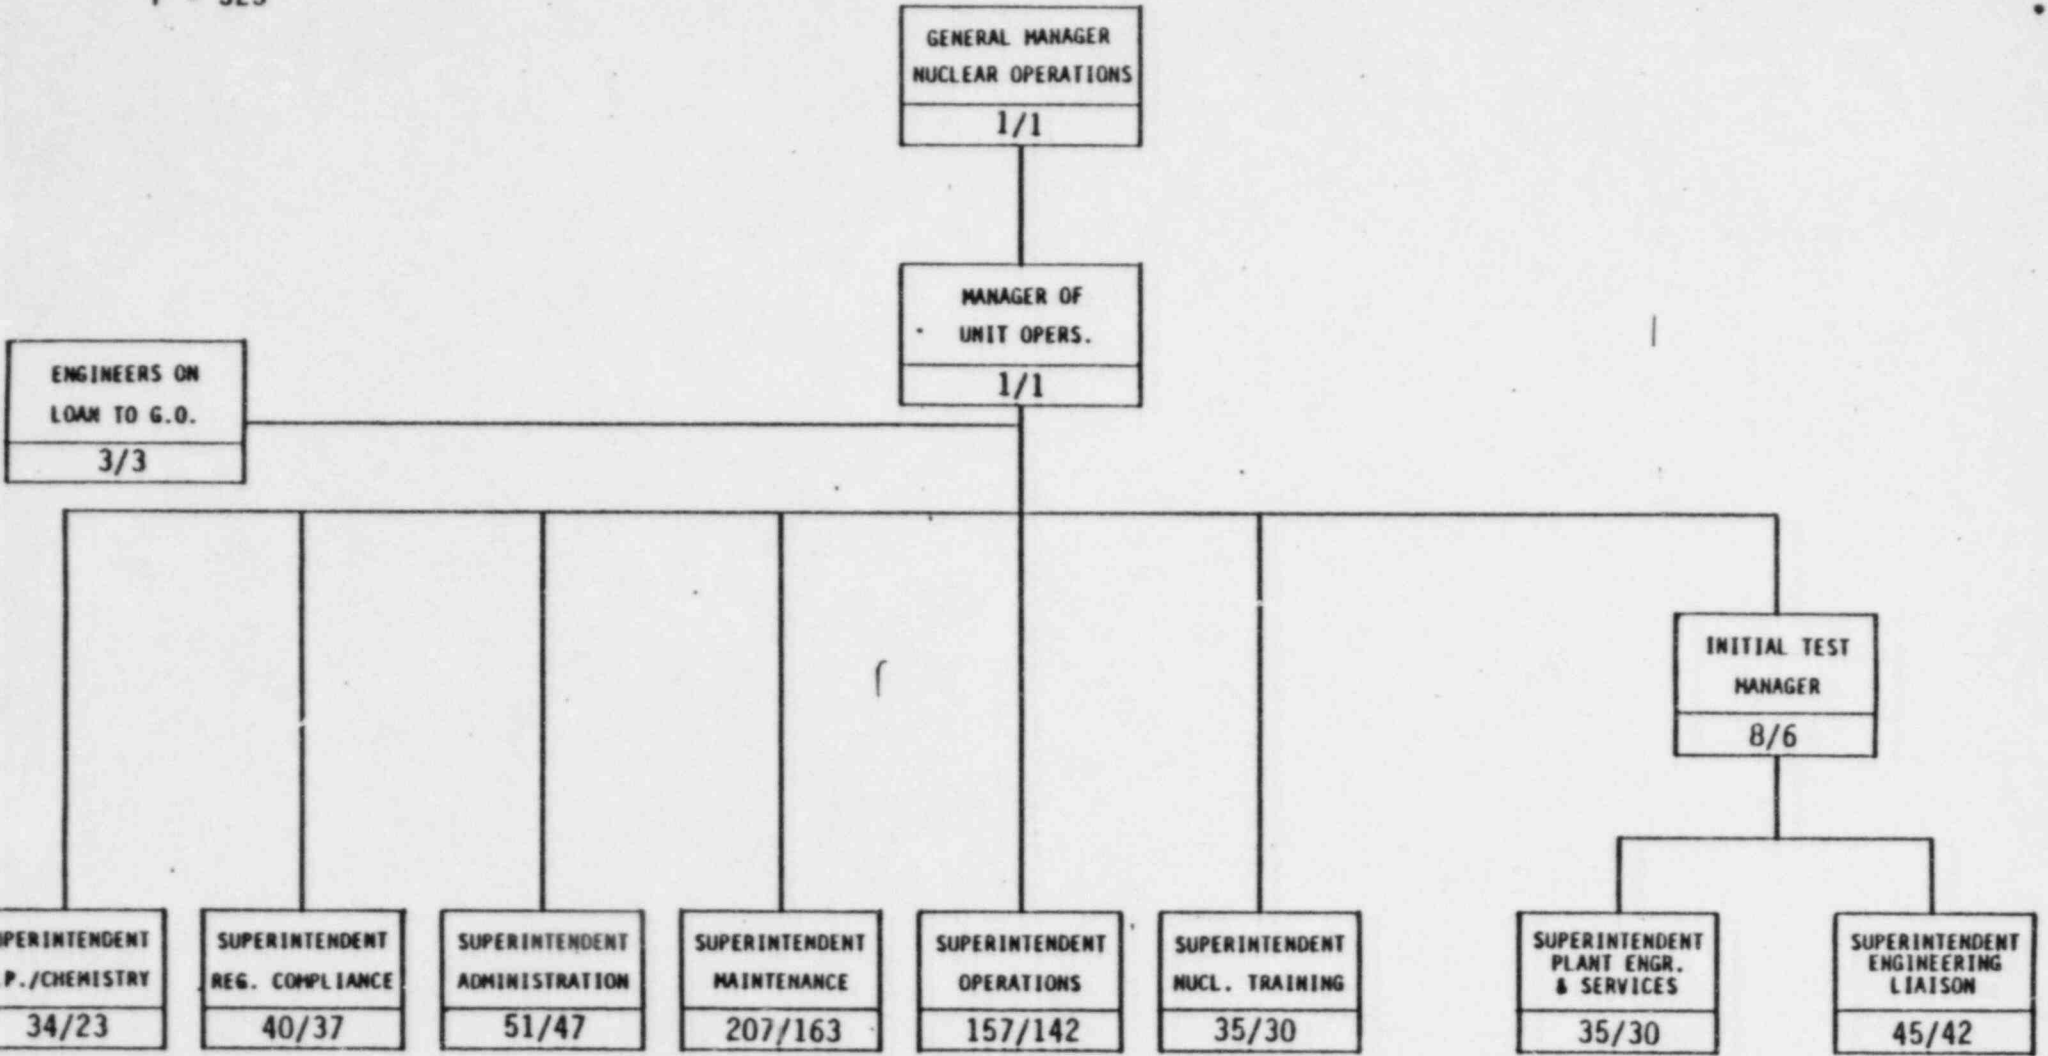 GENERAL MANAGER
NUCLEAR OPERATIONS
1/1
MANAGER OF
UNIT OPERS.
1/1
ENGINEERS ON
LOAN TO G.O.
3/3
INITIAL TEST
MANAGER
8/6
PERINTENDENT
P./CHEMISTRY
34/23
SUPERINTENDENT
REG. COMPLIANCE
40/37
SUPERINTENDENT
ADMINISTRATION
51/47
SUPERINTENDENT
MAINTENANCE
207/163
SUPERINTENDENT
OPERATIONS
157/142
SUPERINTENDENT
NUCL. TRAINING
35/30
SUPERINTENDENT
PLANT ENGR.
& SERVICES
35/30
SUPERINTENDENT
ENGINEERING
LIAISON
45/42